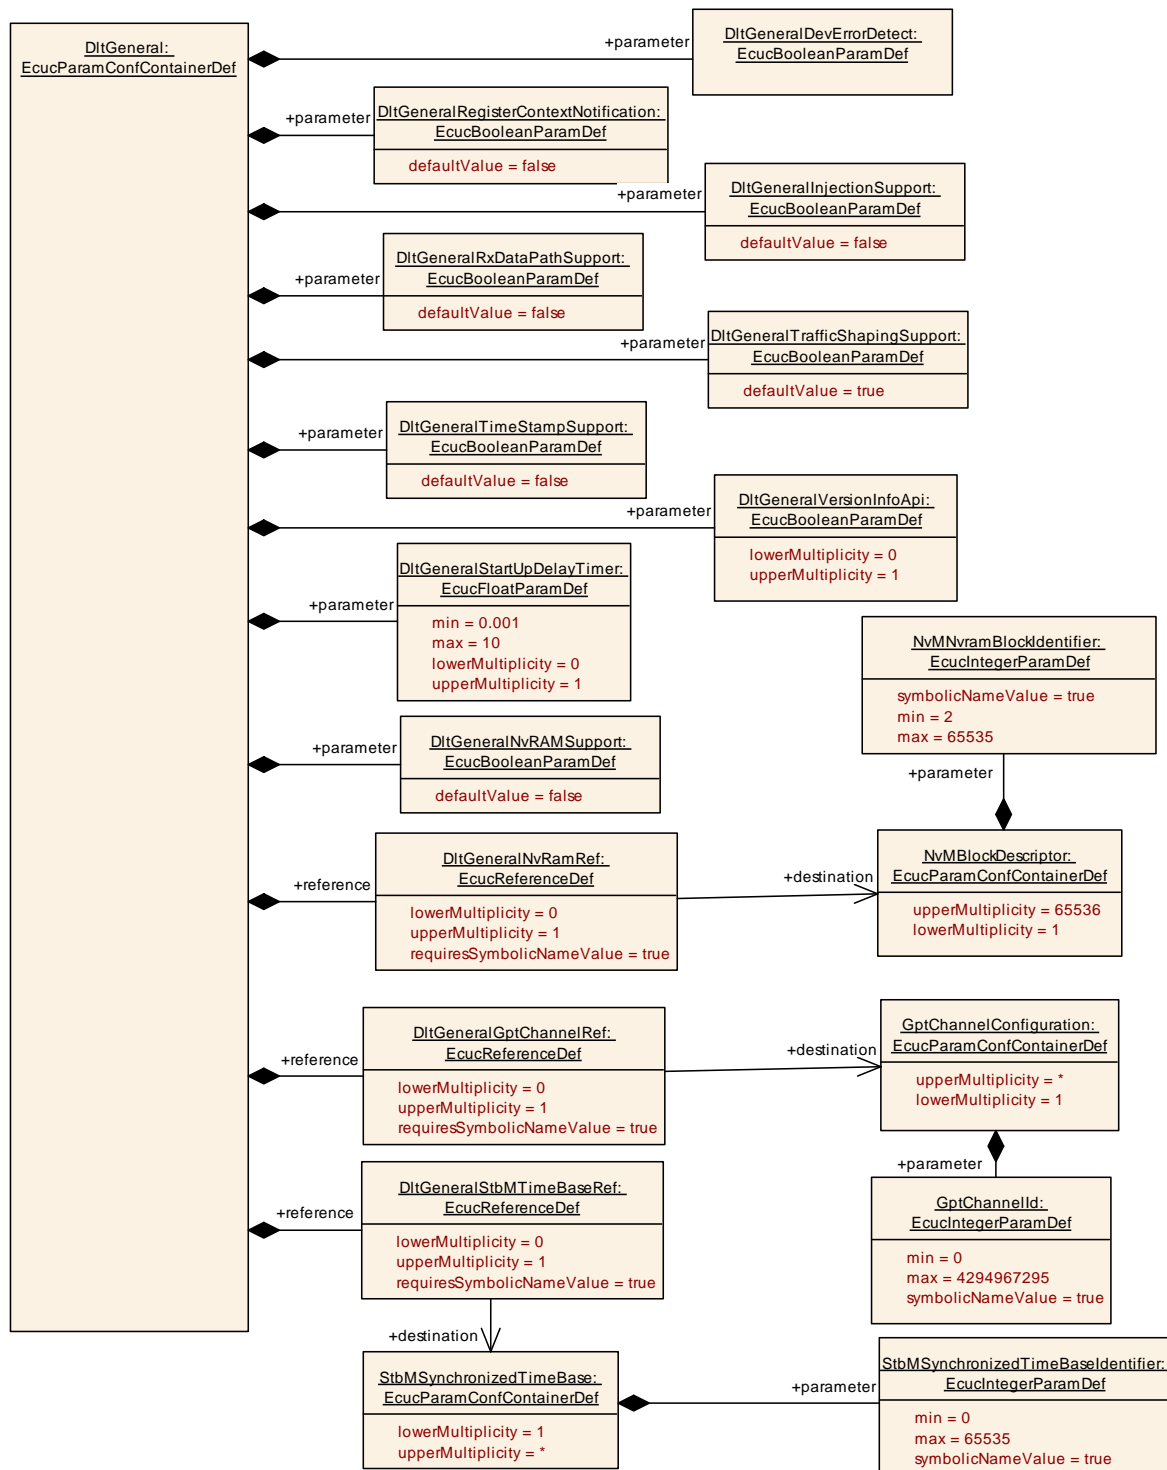 DltGeneral:
EcucParamConfContainerDef
+parameter
DltGeneralDevErrorDetect:
EcucBooleanParamDef
+parameter
DltGeneralRegisterContextNotification:
EcucBooleanParamDef
defaultValue = false
+parameter
DltGeneralInjectionSupport:
EcucBooleanParamDef
defaultValue = false
+parameter
DltGeneralRxDataPathSupport:
EcucBooleanParamDef
defaultValue = false
+parameter
DltGeneralTrafficShapingSupport:
EcucBooleanParamDef
defaultValue = true
+parameter
DltGeneralTimeStampSupport:
EcucBooleanParamDef
defaultValue = false
+parameter
DltGeneralVersionInfoApi:
EcucBooleanParamDef
lowerMultiplicity = 0
upperMultiplicity = 1
+parameter
DltGeneralStartUpDelayTimer:
EcucFloatParamDef
min = 0.001
max = 10
lowerMultiplicity = 0
upperMultiplicity = 1
NvMNvramBlockIdentifier:
EcucIntegerParamDef
symbolicNameValue = true
min = 2
max = 65535
+parameter
+parameter
DltGeneralNvRAMSupport:
EcucBooleanParamDef
defaultValue = false
+reference
DltGeneralNvRamRef:
EcucReferenceDef
lowerMultiplicity = 0
upperMultiplicity = 1
requiresSymbolicNameValue = true
+destination
NvMBlockDescriptor:
EcucParamConfContainerDef
upperMultiplicity = 65536
lowerMultiplicity = 1
+reference
DltGeneralGptChannelRef:
EcucReferenceDef
lowerMultiplicity = 0
upperMultiplicity = 1
requiresSymbolicNameValue = true
+destination
GptChannelConfiguration:
EcucParamConfContainerDef
upperMultiplicity = *
lowerMultiplicity = 1
+parameter
GptChannelId:
EcucIntegerParamDef
min = 0
max = 4294967295
symbolicNameValue = true
+reference
DltGeneralStbMTimeBaseRef:
EcucReferenceDef
lowerMultiplicity = 0
upperMultiplicity = 1
requiresSymbolicNameValue = true
+destination
StbMSynchronizedTimeBase:
EcucParamConfContainerDef
lowerMultiplicity = 1
upperMultiplicity = *
+parameter
StbMSynchronizedTimeBaseIdentifier:
EcucIntegerParamDef
min = 0
max = 65535
symbolicNameValue = true